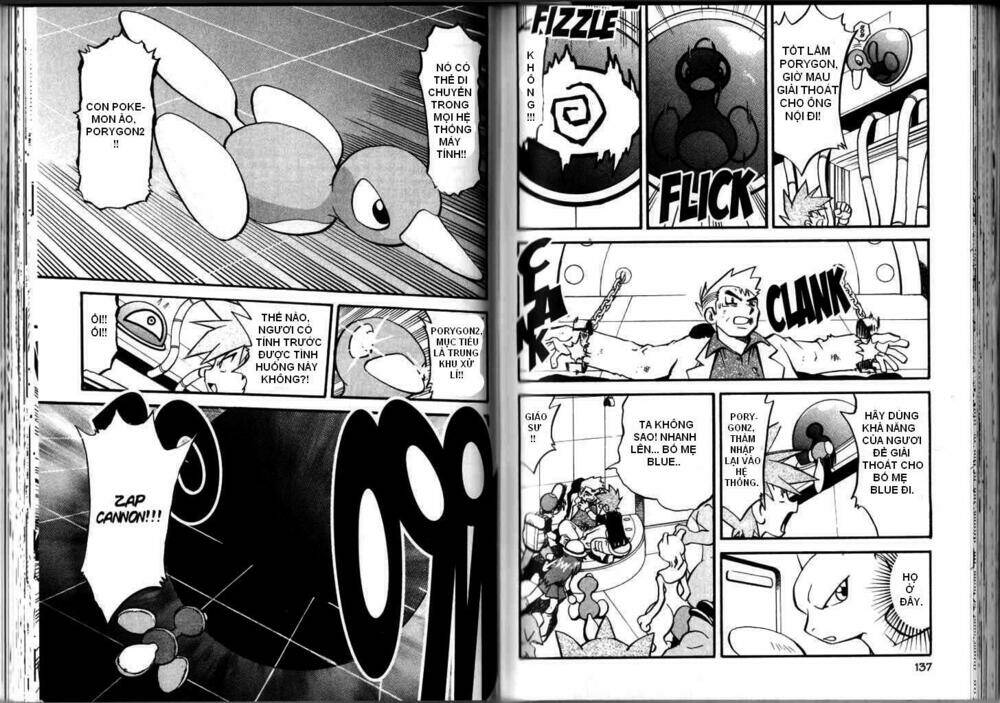 CON POKE-
MON ẢO,
PORYGON2
!!
NÓ CÓ
THỂ DI
CHUYỂN
TRONG
MỌI HỆ
THỐNG
MÁY
TÍNH!!
ÔI!!
ÔI!!
THẾ NÀO,
NGƯƠI CÓ
TÍNH TRƯỚC
ĐƯỢC TÌNH
HUỐNG NÀY
KHÔNG?!
PORYGON2,
MỤC TIÊU
LÀ TRUNG
KHU XỬ
LÍ!!
ZAP
CANNON!!!
K
H
Ô
N
G
!!!
FIZZLE
FLICK
TỐT LẮM
PORYGON,
GIỜ MAU
GIẢI THOÁT
CHO ÔNG
NỘI ĐI!
CLANK
GIÁO
SƯ
!!
TA KHÔNG
SAO! NHANH
LÊN... BỐ MẸ
BLUE..
PORY-
GON2,
THÂM
NHẬP
LẠI VÀO
HỆ
THỐNG.
HÃY DÙNG
KHẢ NĂNG
CỦA NGƯƠI
ĐỂ GIẢI
THOÁT CHO
BỐ MẸ
BLUE ĐI.
HỌ
Ở
ĐÂY.
137